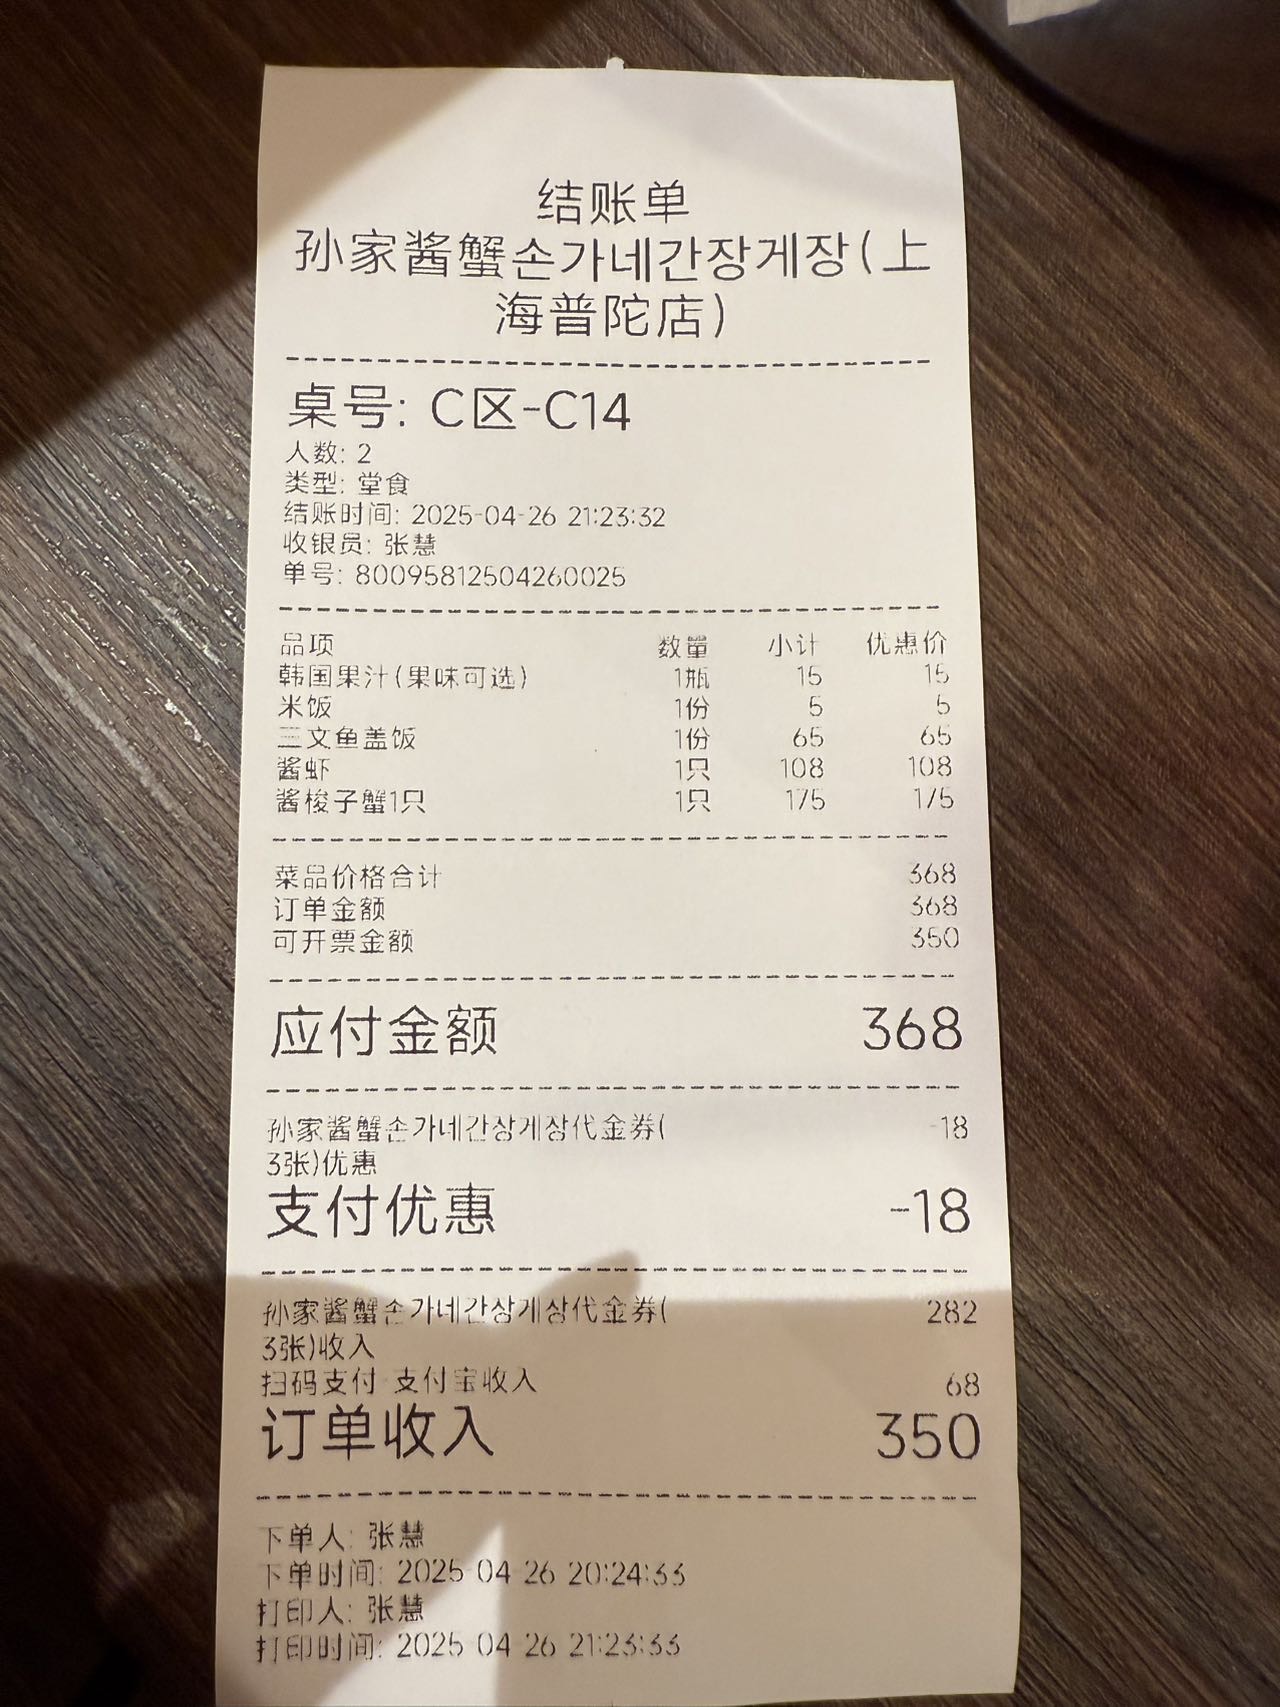 结账单
孙家酱蟹손가네간장게장(上
海普陀店)
桌号: C区-C14
人数: 2
类型: 堂食
结账时间: 2025-04-26 21:23:32
收银员: 张慧
单号: 80095812504260025
品项 数量 小计 优惠价
韩国果汁(果味可选) 1瓶 15 15
米饭 1份 5 5
三文鱼盖饭 1份 65 65
酱虾 1只 108 108
酱梭子蟹1只 1只 175 175
菜品价格合计 368
订单金额 368
可开票金额 350
应付金额 368
孙家酱蟹손가네간장게장代金券( -18
3张)优惠
支付优惠 -18
孙家酱蟹손가네간장게장代金券( 282
3张)收入
扫码支付-支付宝收入 68
订单收入 350
下单人: 张慧
下单时间: 2025-04-26 20:24:33
打印人: 张慧
打印时间: 2025-04-26 21:23:33